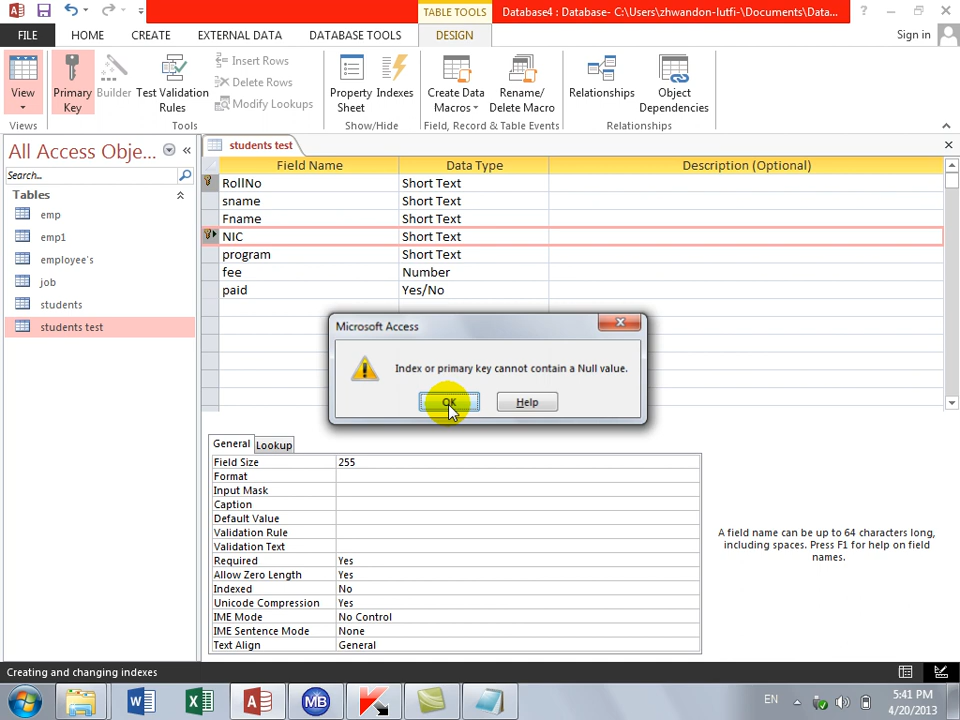 TABLE TOOLS
Database4 : Database- C:\Users\zhwandon-lutfi-\Documents\Data...
FILE HOME CREATE EXTERNAL DATA DATABASE TOOLS DESIGN Sign in
View
Primary Key
Builder
Test Validation Rules
Insert Rows
Delete Rows
Modify Lookups
Property Sheet
Indexes
Create Data Macros
Rename/ Delete Macro
Relationships
Object Dependencies
Views Tools Show/Hide Field, Record & Table Events Relationships
All Access Obje...
Search...
Tables
emp
emp1
employee's
job
students
students test
students test
Field Name Data Type Description (Optional)
RollNo Short Text
sname Short Text
Fname Short Text
NIC Short Text
program Short Text
fee Number
paid Yes/No
Microsoft Access
Index or primary key cannot contain a Null value.
OK Help
General Lookup
Field Size 255
Format
Input Mask
Caption
Default Value
Validation Rule
Validation Text
Required Yes
Allow Zero Length Yes
Indexed No
Unicode Compression Yes
IME Mode No Control
IME Sentence Mode None
Text Align General
A field name can be up to 64 characters long,
including spaces. Press F1 for help on field
names.
Creating and changing indexes
MB
EN
5:41 PM
4/20/2013